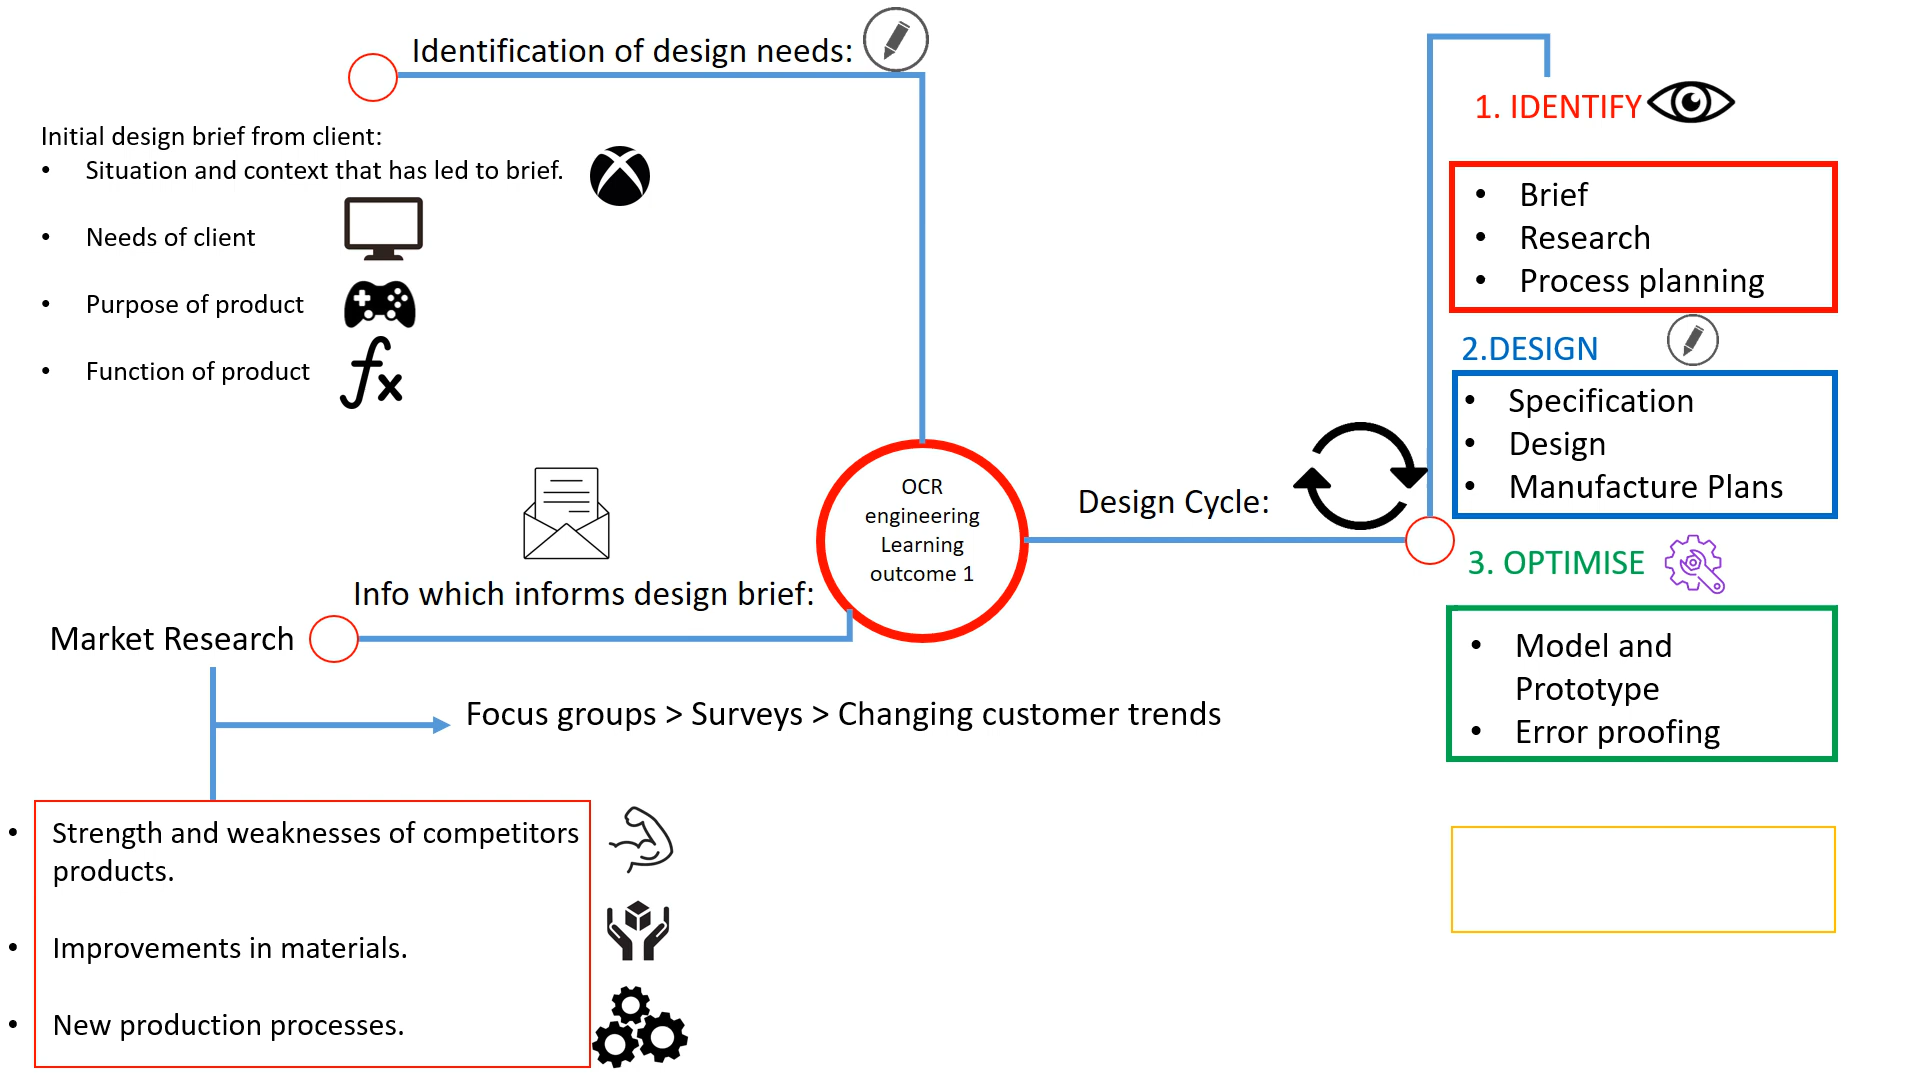 Identification of design needs:
Initial design brief from client:
• Situation and context that has led to brief.
• Needs of client
• Purpose of product
• Function of product
fx
OCR
engineering
Learning
outcome 1
Info which informs design brief:
Market Research
Focus groups > Surveys > Changing customer trends
• Strength and weaknesses of competitors
products.
• Improvements in materials.
• New production processes.
Design Cycle:
1. IDENTIFY
• Brief
• Research
• Process planning
2.DESIGN
• Specification
• Design
• Manufacture Plans
3. OPTIMISE
• Model and
Prototype
• Error proofing